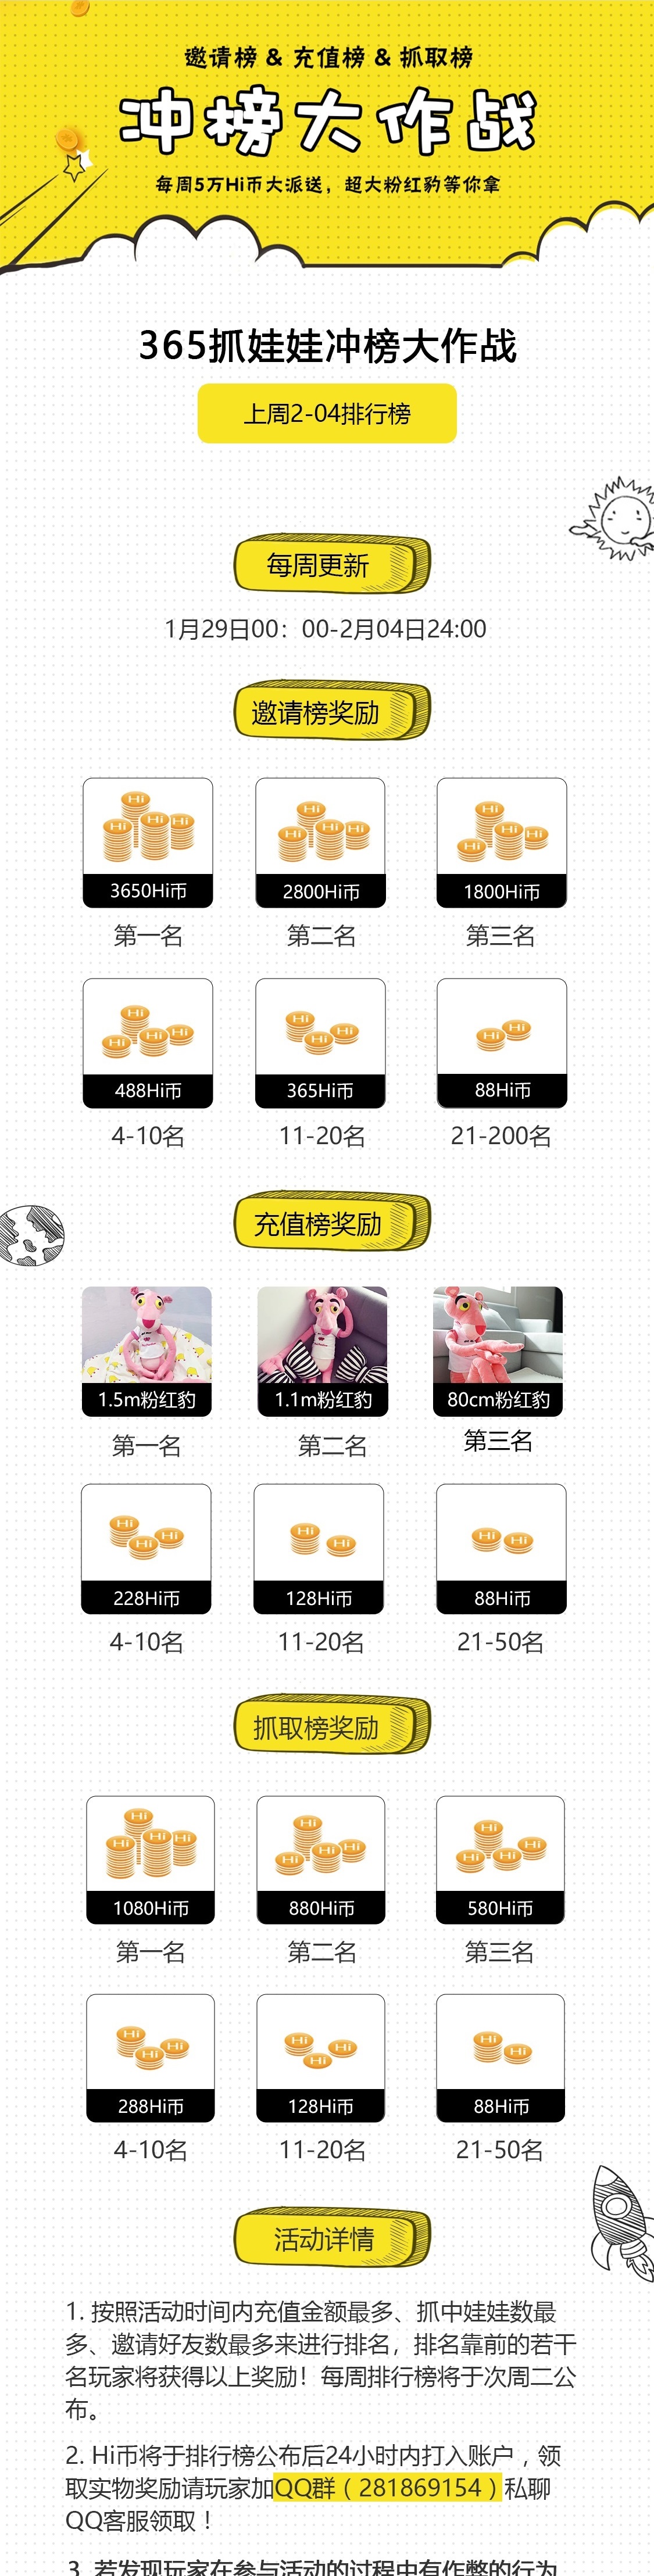 邀请榜 & 充值榜 & 抓取榜
冲榜大作战
每周5万Hi币大派送，超大粉红豹等你拿
365抓娃娃冲榜大作战
上周2-04排行榜
每周更新
1月29日00：00-2月04日24:00
邀请榜奖励
3650Hi币 2800Hi币 1800Hi币
第一名 第二名 第三名
488Hi币 365Hi币 88Hi币
4-10名 11-20名 21-200名
充值榜奖励
1.5m粉红豹 1.1m粉红豹 80cm粉红豹
第一名 第二名 第三名
228Hi币 128Hi币 88Hi币
4-10名 11-20名 21-50名
抓取榜奖励
1080Hi币 880Hi币 580Hi币
第一名 第二名 第三名
288Hi币 128Hi币 88Hi币
4-10名 11-20名 21-50名
活动详情
1. 按照活动时间内充值金额最多、抓中娃娃数最
多、邀请好友数最多来进行排名，排名靠前的若干
名玩家将获得以上奖励！每周排行榜将于次周二公
布。
2. Hi币将于排行榜公布后24小时内打入账户，领
取实物奖励请玩家加QQ群（281869154）私聊
QQ客服领取！
3. 若发现玩家在参与活动的过程中有作弊的行为